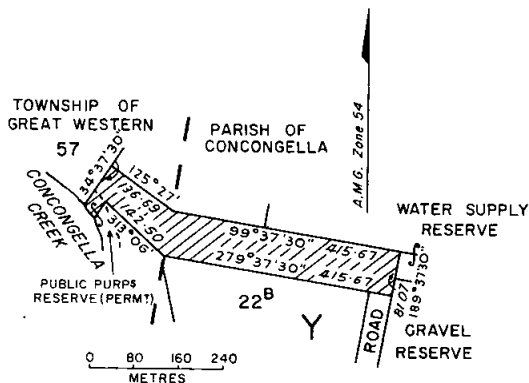 TOWNSHIP OF
GREAT WESTERN
57
PARISH OF
CONCONGELLA
A.M.G. Zone 54
34°37'30"
125°27'
136.69
142.50
313°06'
CONCONGELLA
CREEK
PUBLIC PURPS
RESERVE (PERMT)
99°37'30" 415.67
279°37'30" 415.67
WATER SUPPLY
RESERVE
81.07
189°37'30"
22B
Y
ROAD
GRAVEL
RESERVE
0 80 160 240
METRES